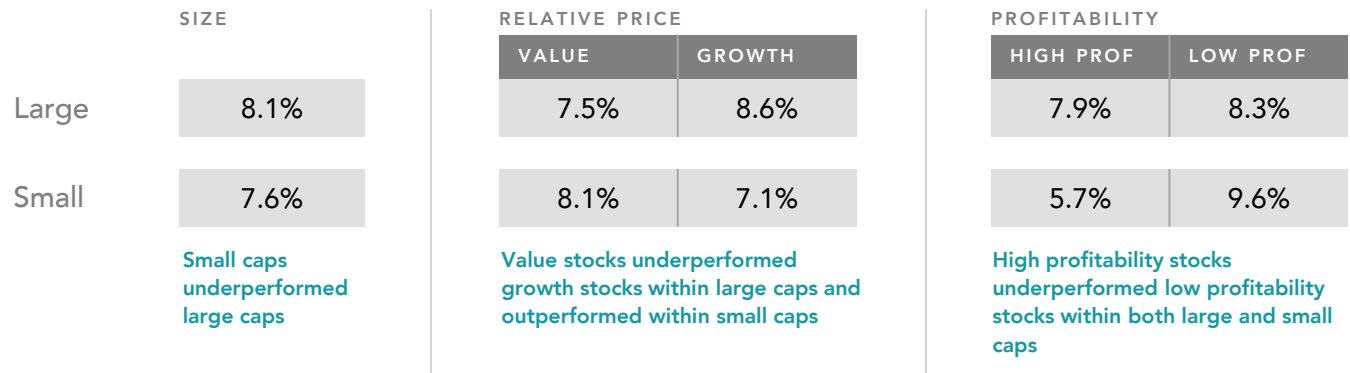 SIZE
RELATIVE PRICE
PROFITABILITY
VALUE GROWTH
HIGH PROF LOW PROF
Large 8.1% 7.5% 8.6% 7.9% 8.3%
Small 7.6% 8.1% 7.1% 5.7% 9.6%
Small caps
underperformed
large caps
Value stocks underperformed
growth stocks within large caps and
outperformed within small caps
High profitability stocks
underperformed low profitability
stocks within both large and small
caps